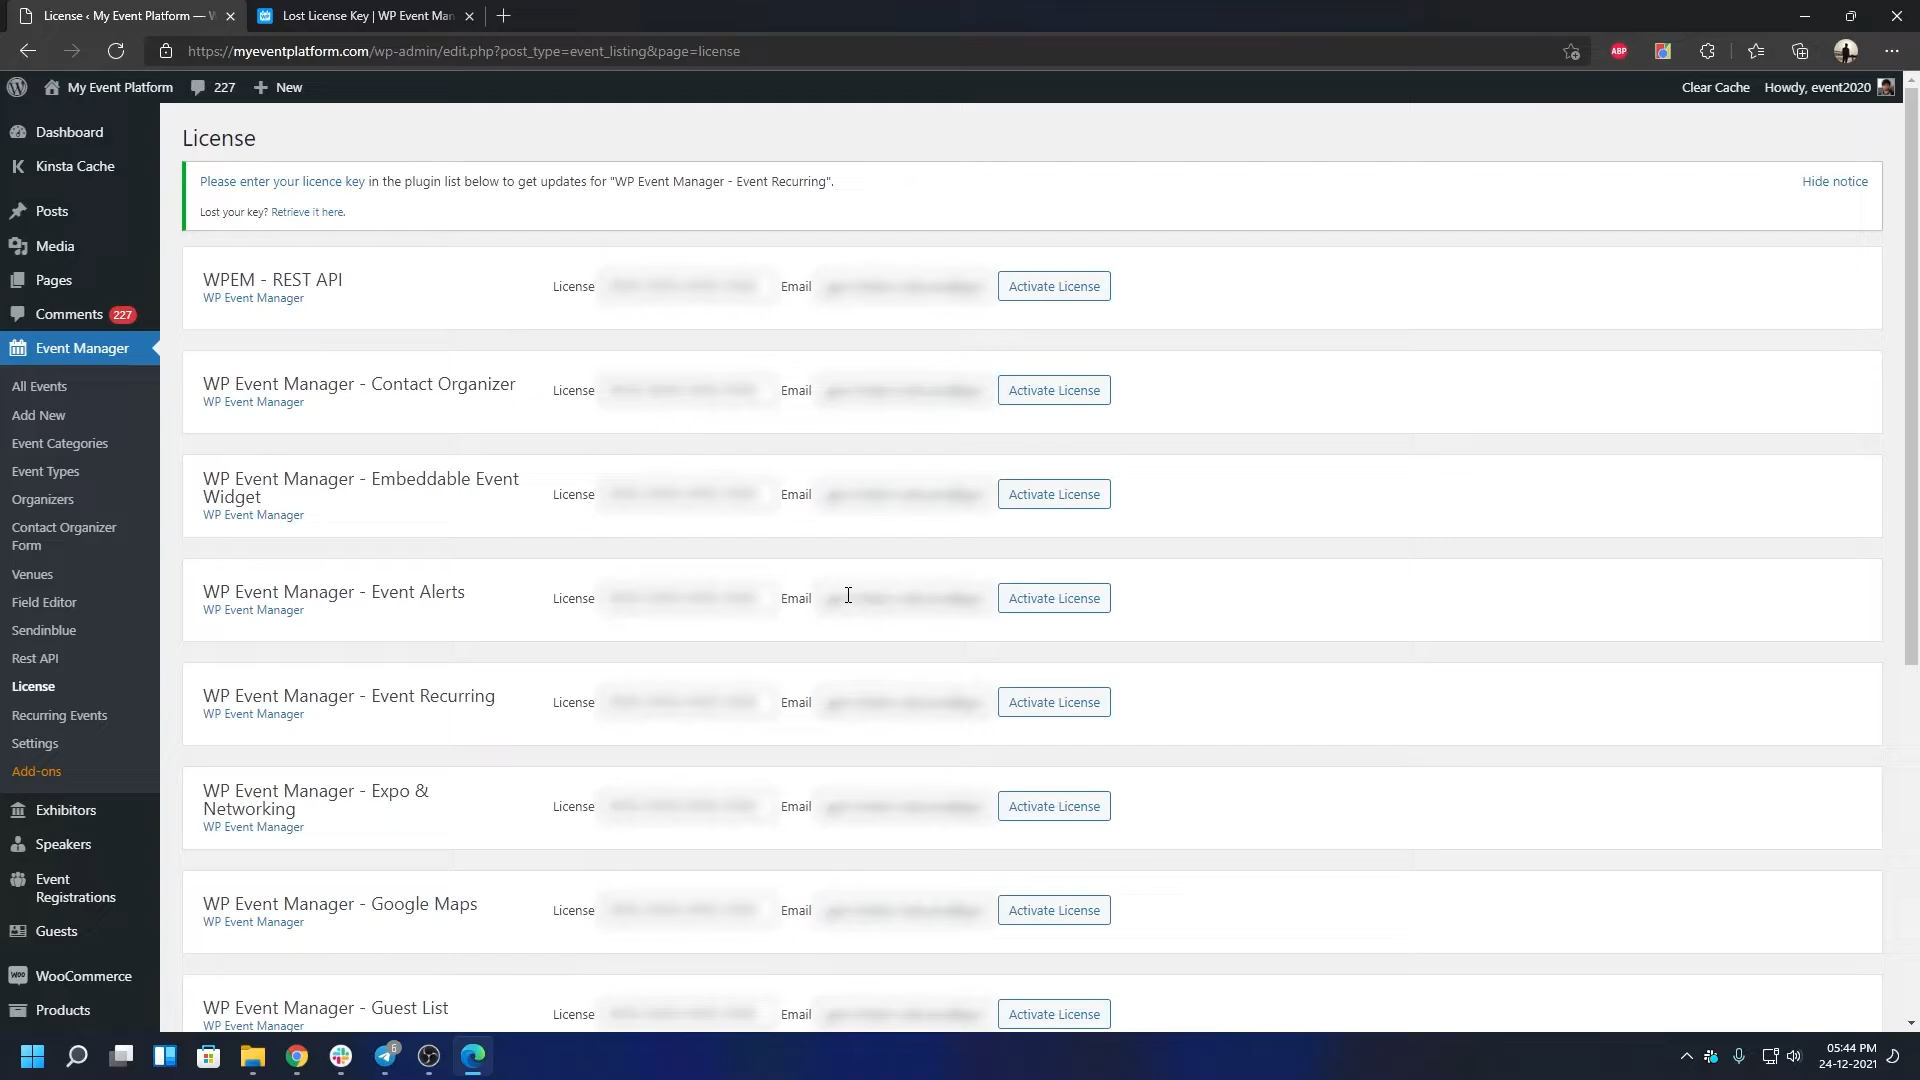 License ‹ My Event Platform —
Lost License Key | WP Event Man
https://myeventplatform.com/wp-admin/edit.php?post_type=event_listing&page=license
ABP
My Event Platform
227
New
Clear Cache
Howdy, event2020
Dashboard
Kinsta Cache
Posts
Media
Pages
Comments 227
Event Manager
All Events
Add New
Event Categories
Event Types
Organizers
Contact Organizer
Form
Venues
Field Editor
Sendinblue
Rest API
License
Recurring Events
Settings
Add-ons
Exhibitors
Speakers
Event
Registrations
Guests
WooCommerce
Products
License
Please enter your licence key in the plugin list below to get updates for "WP Event Manager - Event Recurring".
Hide notice
Lost your key? Retrieve it here.
WPEM - REST API
WP Event Manager
License
Email
Activate License
WP Event Manager - Contact Organizer
WP Event Manager
License
Email
Activate License
WP Event Manager - Embeddable Event
Widget
WP Event Manager
License
Email
Activate License
WP Event Manager - Event Alerts
WP Event Manager
License
Email
Activate License
WP Event Manager - Event Recurring
WP Event Manager
License
Email
Activate License
WP Event Manager - Expo &
Networking
WP Event Manager
License
Email
Activate License
WP Event Manager - Google Maps
WP Event Manager
License
Email
Activate License
WP Event Manager - Guest List
WP Event Manager
License
Email
Activate License
6
05:44 PM
24-12-2021